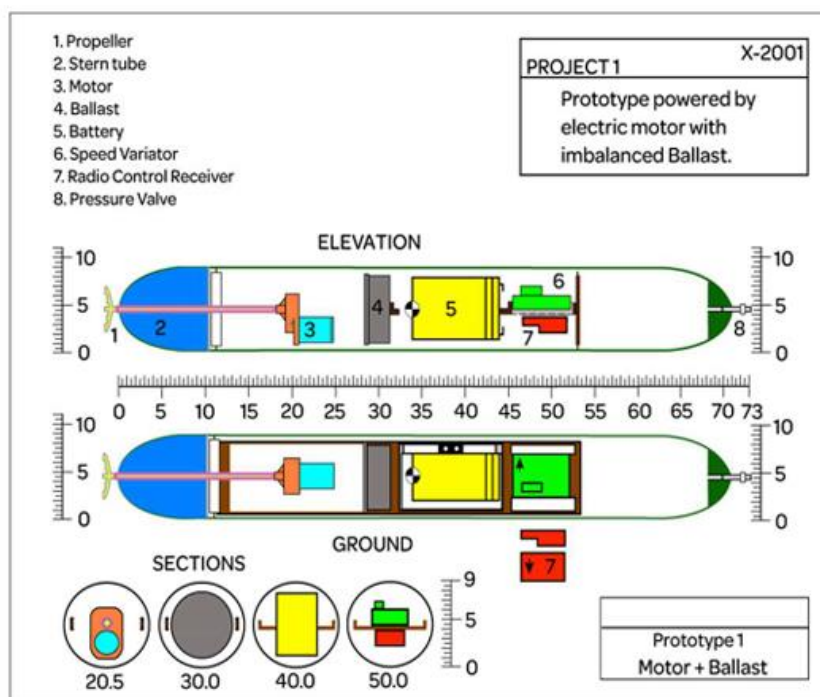 1. Propeller
2. Stern tube
3. Motor
4. Ballast
5. Battery
6. Speed Variator
7. Radio Control Receiver
8. Pressure Valve
X-2001
PROJECT 1
Prototype powered by
electric motor with
imbalanced Ballast.
ELEVATION
10
5
0
1
2
3
4
5
6
7
8
10
5
0
0 5 10 15 20 25 30 35 40 45 50 55 60 65 70 73
10
5
0
7
10
5
0
GROUND
SECTIONS
9
5
0
20.5 30.0 40.0 50.0
Prototype 1
Motor + Ballast